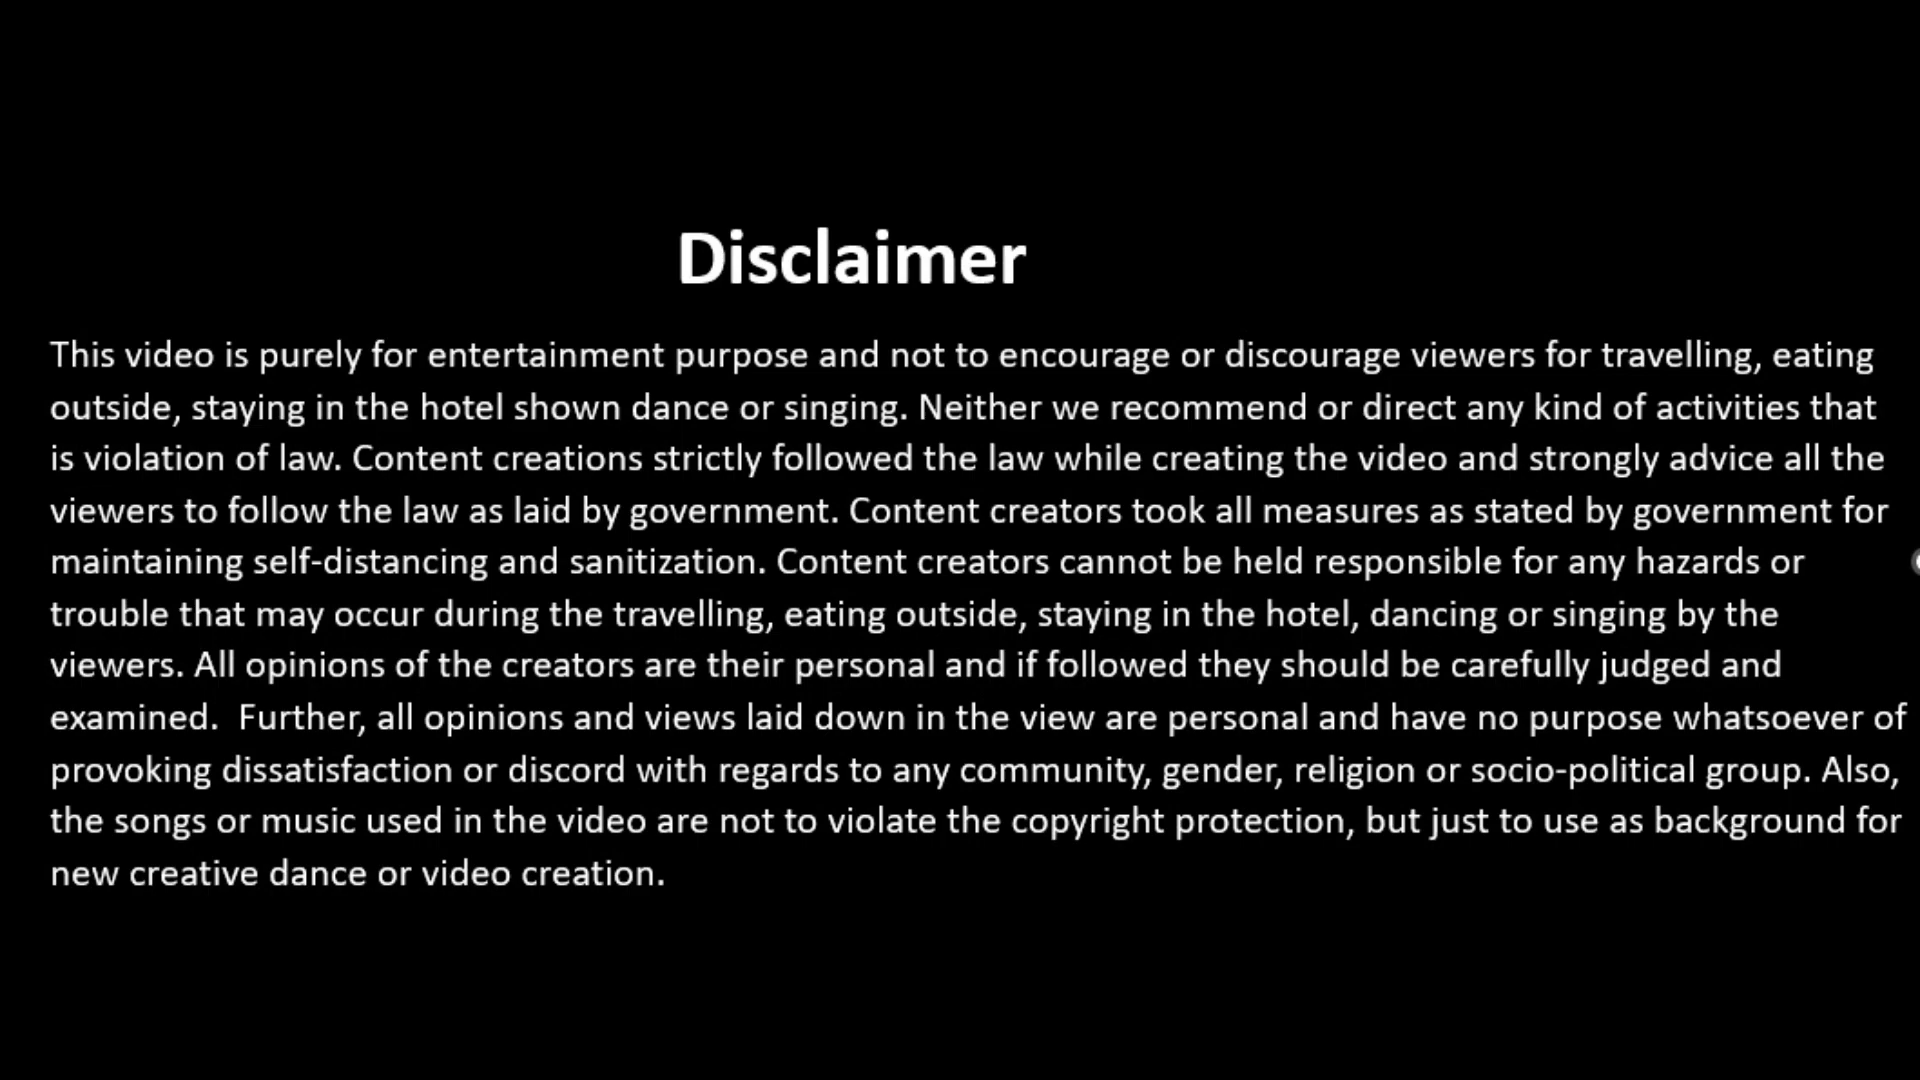 Disclaimer
This video is purely for entertainment purpose and not to encourage or discourage viewers for travelling, eating
outside, staying in the hotel shown dance or singing. Neither we recommend or direct any kind of activities that
is violation of law. Content creations strictly followed the law while creating the video and strongly advice all the
viewers to follow the law as laid by government. Content creators took all measures as stated by government for
maintaining self-distancing and sanitization. Content creators cannot be held responsible for any hazards or
trouble that may occur during the travelling, eating outside, staying in the hotel, dancing or singing by the
viewers. All opinions of the creators are their personal and if followed they should be carefully judged and
examined.  Further, all opinions and views laid down in the view are personal and have no purpose whatsoever of
provoking dissatisfaction or discord with regards to any community, gender, religion or socio-political group. Also,
the songs or music used in the video are not to violate the copyright protection, but just to use as background for
new creative dance or video creation.